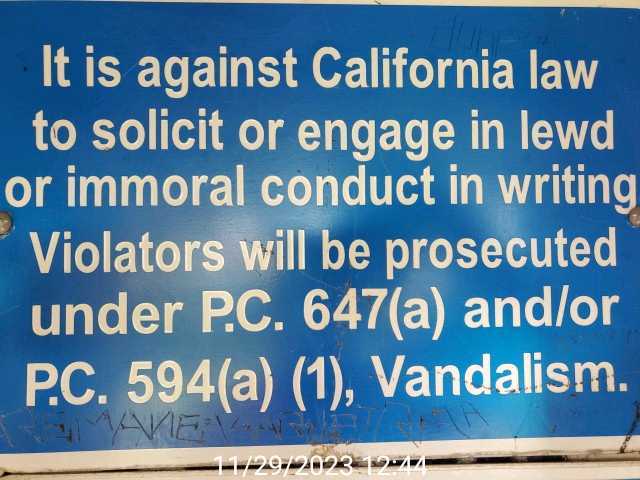 It is against California law
to solicit or engage in lewd
or immoral conduct in writing
Violators will be prosecuted
under P.C. 647(a) and/or
P.C. 594(a) (1), Vandalism.
11/29/2023 12:44